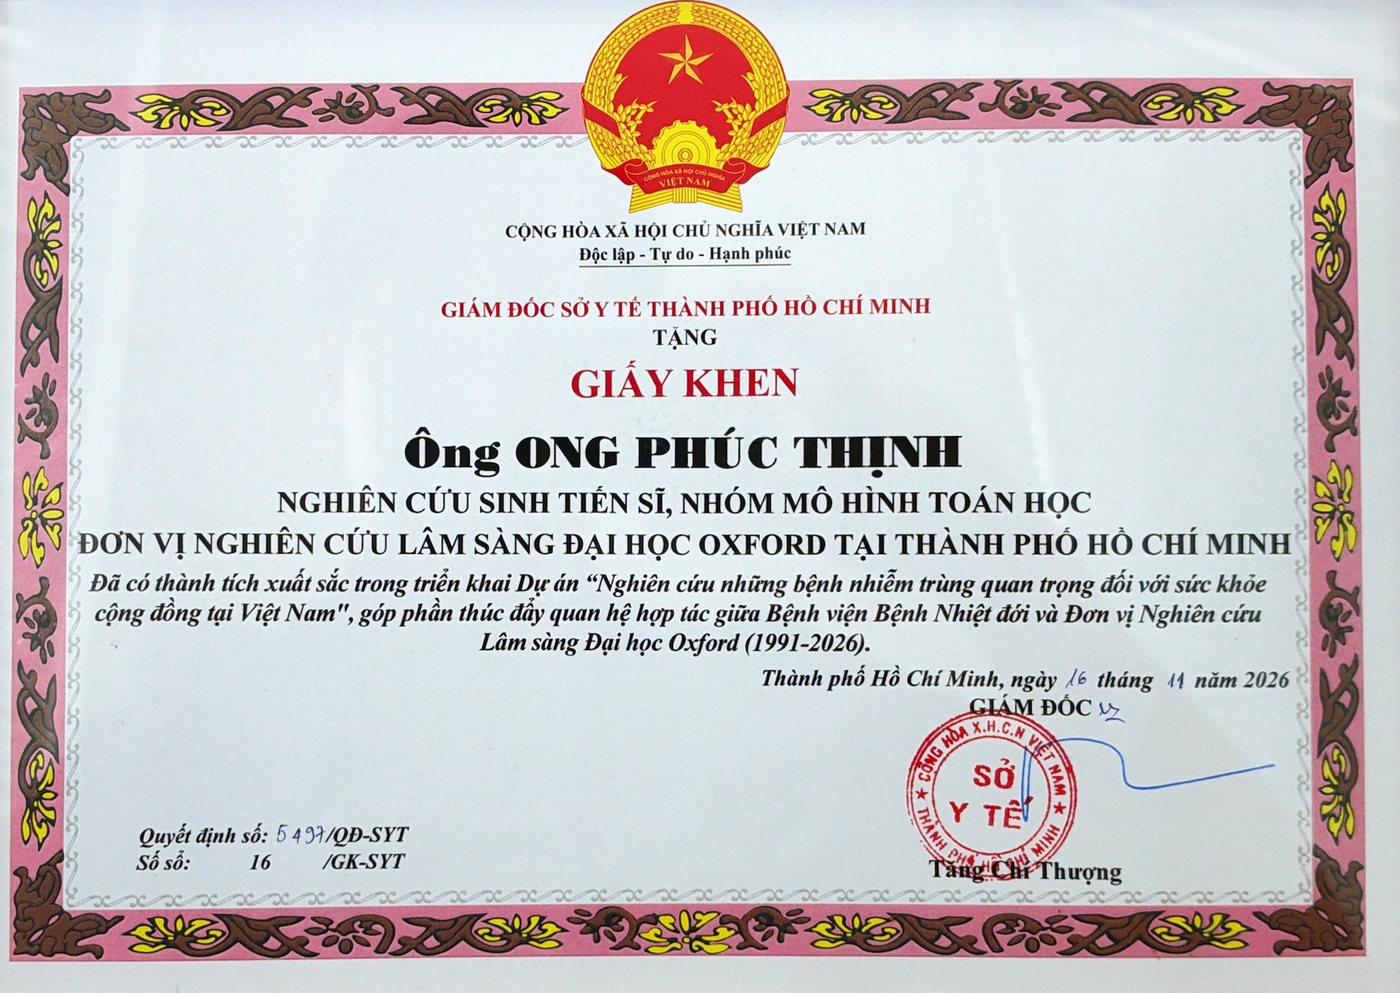 CỘNG HÒA XÃ HỘI CHỦ NGHĨA
VIỆT NAM
CỘNG HÒA XÃ HỘI CHỦ NGHĨA VIỆT NAM
Độc lập - Tự do - Hạnh phúc
GIÁM ĐỐC SỞ Y TẾ THÀNH PHỐ HỒ CHÍ MINH
TẶNG
GIẤY KHEN
Ông ONG PHÚC THỊNH
NGHIÊN CỨU SINH TIẾN SĨ, NHÓM MÔ HÌNH TOÁN HỌC
ĐƠN VỊ NGHIÊN CỨU LÂM SÀNG ĐẠI HỌC OXFORD TẠI THÀNH PHỐ HỒ CHÍ MINH
Đã có thành tích xuất sắc trong triển khai Dự án “Nghiên cứu những bệnh nhiễm trùng quan trọng đối với sức khỏe
cộng đồng tại Việt Nam", góp phần thúc đẩy quan hệ hợp tác giữa Bệnh viện Bệnh Nhiệt đới và Đơn vị Nghiên cứu
Lâm sàng Đại học Oxford (1991-2026).
Thành phố Hồ Chí Minh, ngày 16 tháng 11 năm 2026
GIÁM ĐỐC
CỘNG HÒA X.H.C.N VIỆT NAM
SỞ
Y TẾ
THÀNH PHỐ HỒ CHÍ MINH
Tăng Chí Thượng
Quyết định số: 5497/QĐ-SYT
Số sổ: 16 /GK-SYT